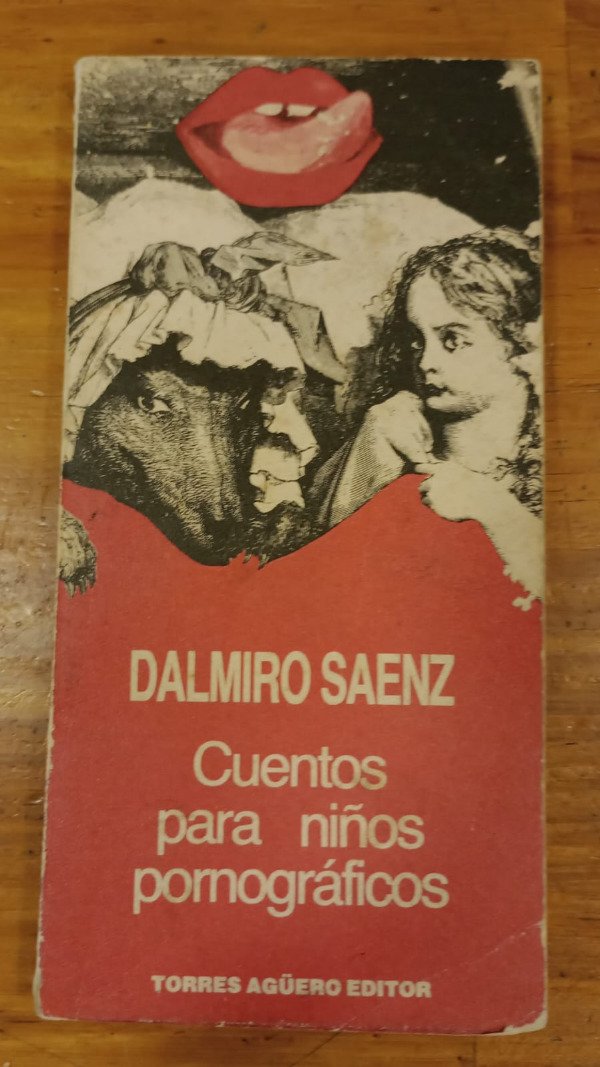 DALMIRO SAENZ
Cuentos
para niños
pornográficos
TORRES AGÜERO EDITOR